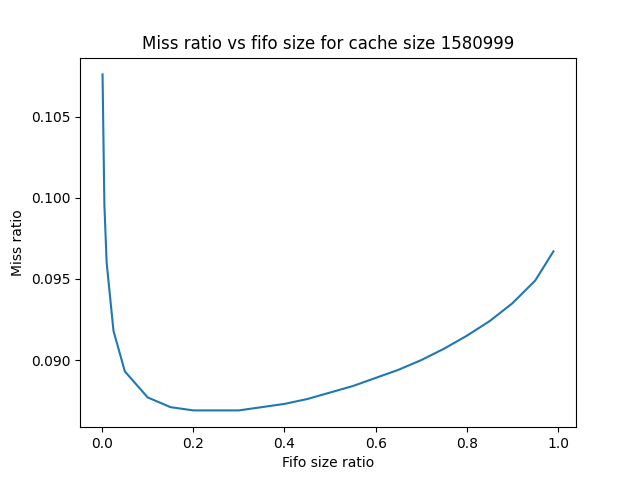 Miss ratio vs fifo size for cache size 1580999
0.105
0.100
0.095
0.090
Miss ratio
0.0 0.2 0.4 0.6 0.8 1.0
Fifo size ratio